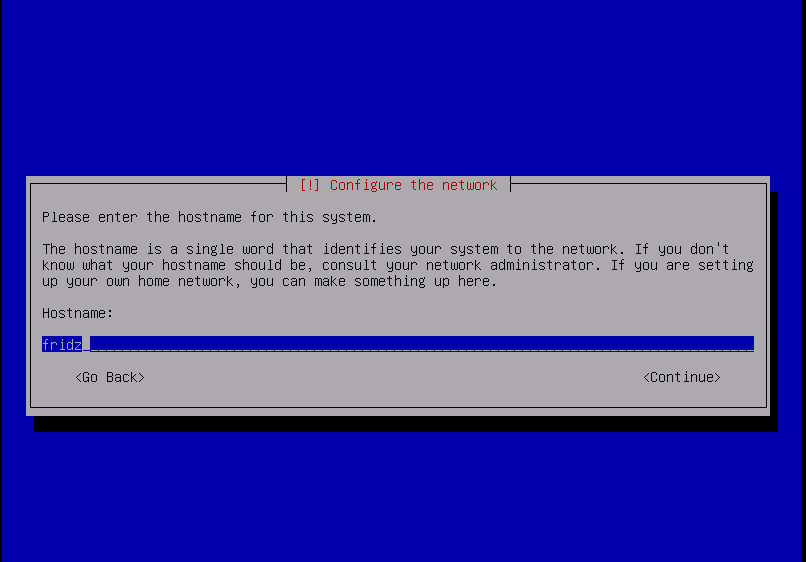 [!] Configure the network
Please enter the hostname for this system.
The hostname is a single word that identifies your system to the network. If you don't
know what your hostname should be, consult your network administrator. If you are setting
up your own home network, you can make something up here.
Hostname:
fridz
<Go Back> <Continue>